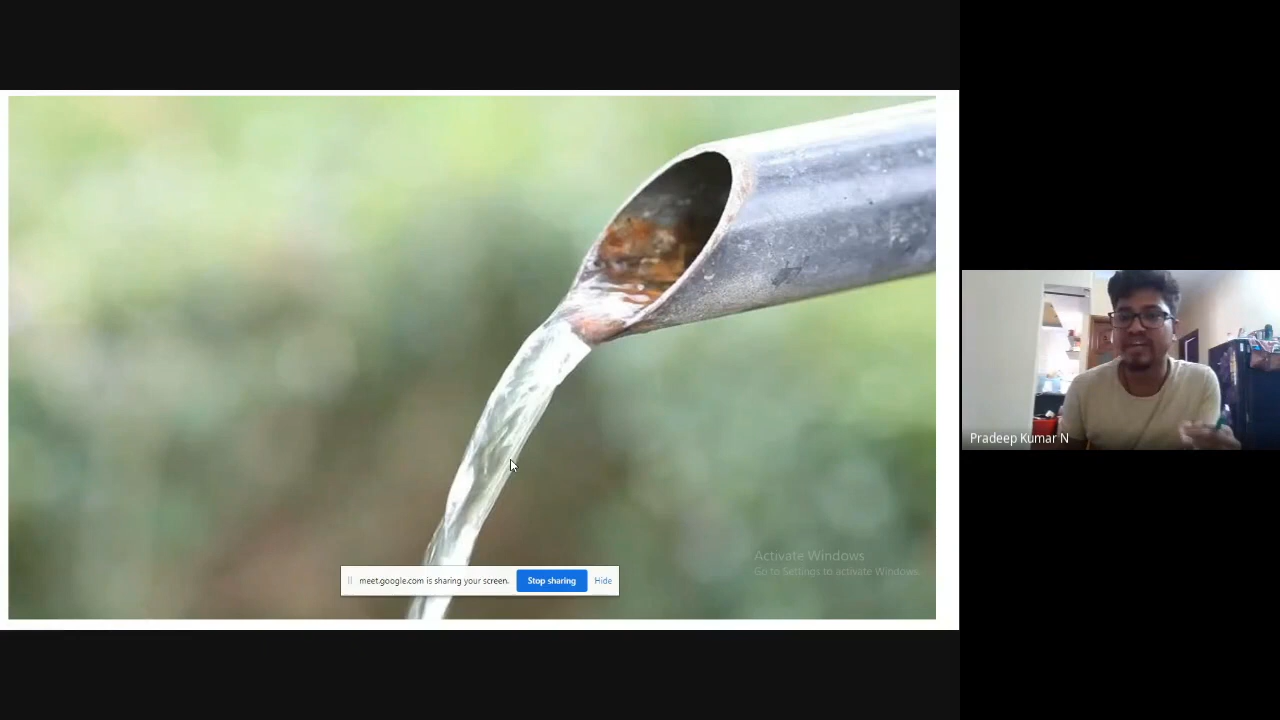 Activate Windows
Go to Settings to activate Windows.
meet.google.com is sharing your screen.
Stop sharing
Hide
Pradeep Kumar N